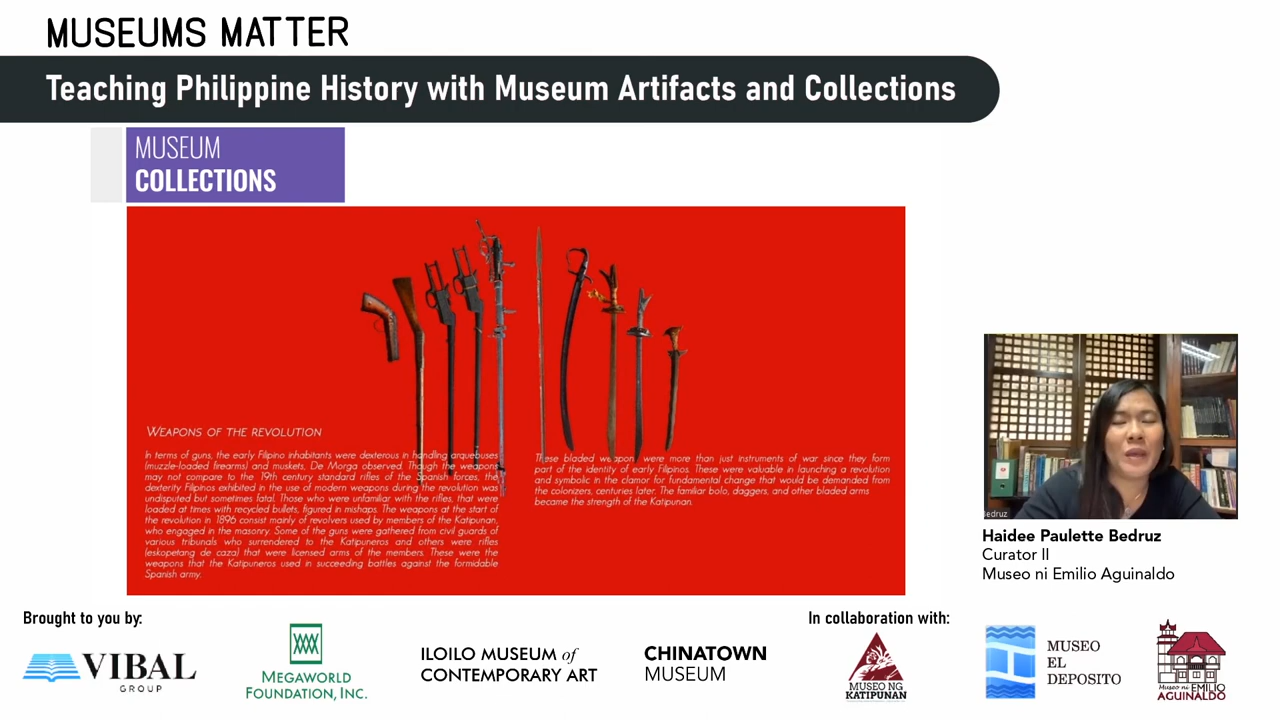 MUSEUMS MATTER
Teaching Philippine History with Museum Artifacts and Collections
MUSEUM
COLLECTIONS
WEAPONS OF THE REVOLUTION
In terms of guns, the early Filipino inhabitants were dexterous in handling arquebuses
(muzzle-loaded firearms) and muskets, De Morga observed. Though the weapons
may not compare to the 19th century standard rifles of the Spanish forces, the
dexterity Filipinos exhibited in the use of modern weapons during the revolution was
undisputed but sometimes fatal. Those who were unfamiliar with the rifles, that were
loaded at times with recycled bullets, figured in mishaps. The weapons at the start of
the revolution in 1896 consist mainly of revolvers used by members of the Katipunan,
who engaged in the masonry. Some of the guns were gathered from civil guards of
various tribunals who surrendered to the Katipuneros and others were rifles
(eskopetang de caza) that were licensed arms of the members. These were the
weapons that the Katipuneros used in succeeding battles against the formidable
Spanish army.
These bladed weapon were more than just instruments of war since they form
part of the identity of early Filipinos. These were valuable in launching a revolution
and symbolic in the clamor for fundamental change that would be demanded from
the colonizers, centuries later. The familiar bolo, daggers, and other bladed arms
became the strength of the Katipunan.
Bedruz
Haidee Paulette Bedruz
Curator II
Museo ni Emilio Aguinaldo
Brought to you by:
VIBAL
GROUP
MEGAWORLD
FOUNDATION, INC.
ILOILO MUSEUM of
CONTEMPORARY ART
CHINATOWN
MUSEUM
In collaboration with:
MUSEO NG
KATIPUNAN
MUSEO
EL
DEPOSITO
Museo ni EMILIO
AGUINALDO